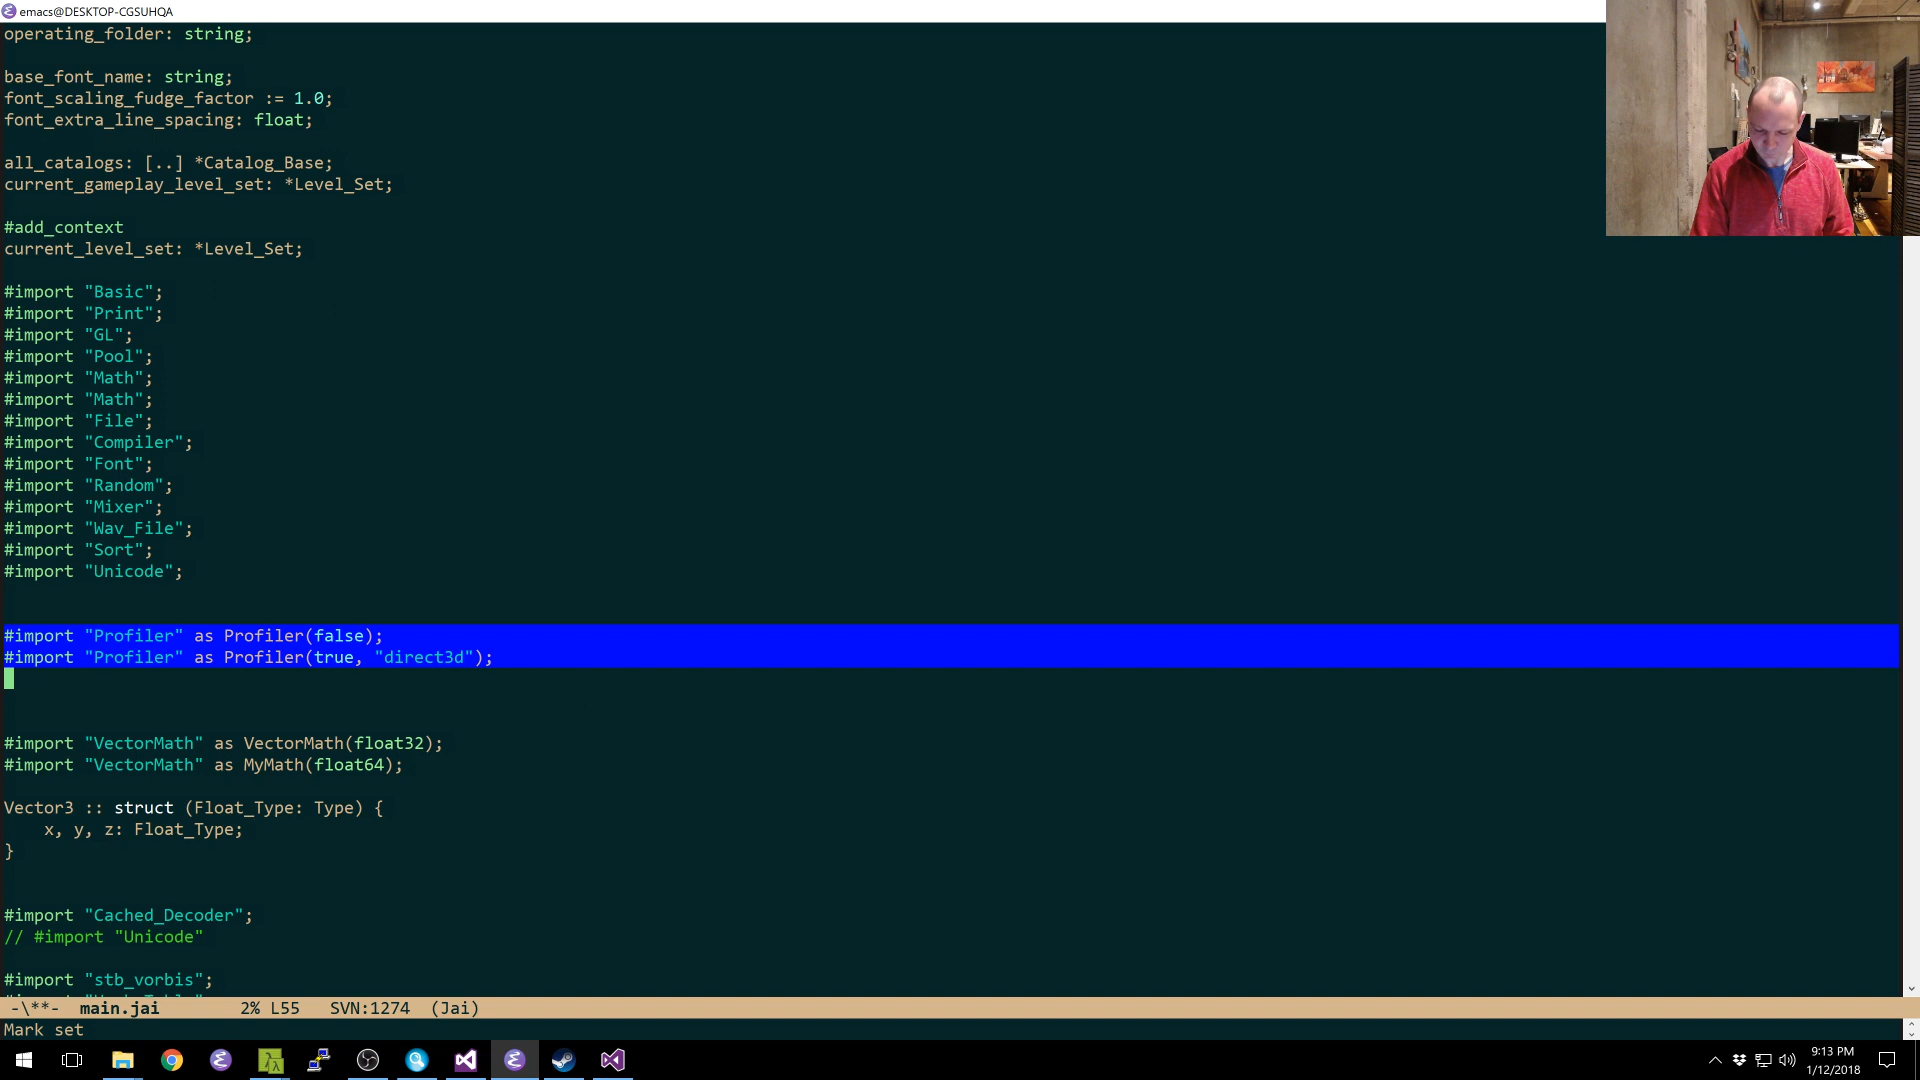 emacs@DESKTOP-CGSUHQA
operating_folder: string;
base_font_name: string;
font_scaling_fudge_factor := 1.0;
font_extra_line_spacing: float;
all_catalogs: [..] *Catalog_Base;
current_gameplay_level_set: *Level_Set;
#add_context
current_level_set: *Level_Set;
#import "Basic";
#import "Print";
#import "GL";
#import "Pool";
#import "Math";
#import "Math";
#import "File";
#import "Compiler";
#import "Font";
#import "Random";
#import "Mixer";
#import "Wav_File";
#import "Sort";
#import "Unicode";
#import "Profiler" as Profiler(false);
#import "Profiler" as Profiler(true, "direct3d");
#import "VectorMath" as VectorMath(float32);
#import "VectorMath" as MyMath(float64);
Vector3 :: struct (Float_Type: Type) {
    x, y, z: Float_Type;
}
#import "Cached_Decoder";
// #import "Unicode"
#import "stb_vorbis";
-\**-  main.jai        2% L55   SVN:1274  (Jai)
Mark set
9:13 PM
1/12/2018